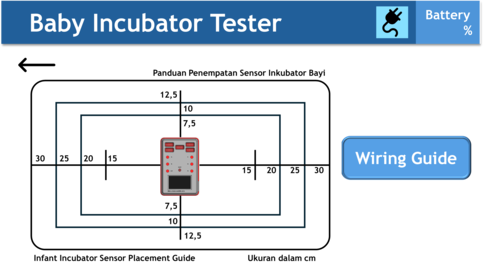 Baby Incubator Tester
Battery
%
Panduan Penempatan Sensor Inkubator Bayi
12,5
10
7,5
30 25 20 15
15 20 25 30
Wiring Guide
7,5
10
12,5
Infant Incubator Sensor Placement Guide
Ukuran dalam cm